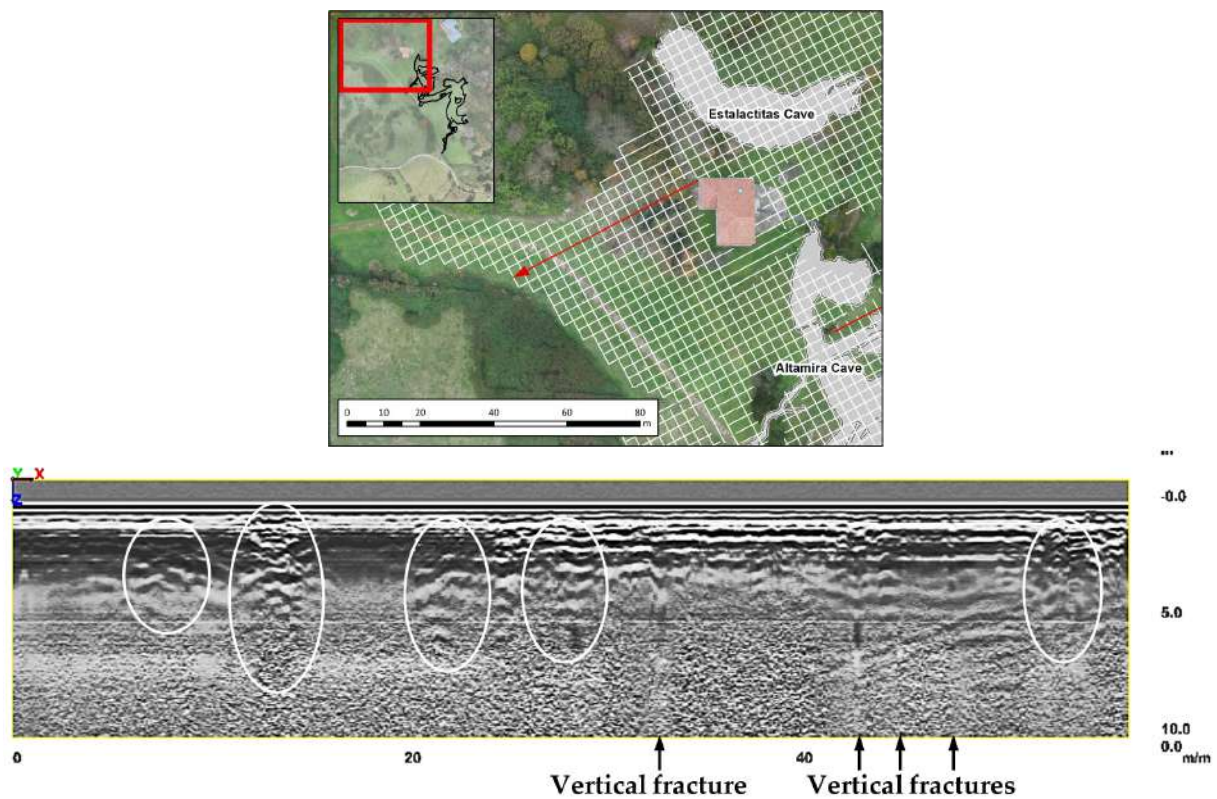 Estalactitas Cave
Altamira Cave
0 10 20 40 60 80
m
Y X
Z
-0.0
5.0
10.0
0.0
m/m
0 20 40
Vertical fracture Vertical fractures